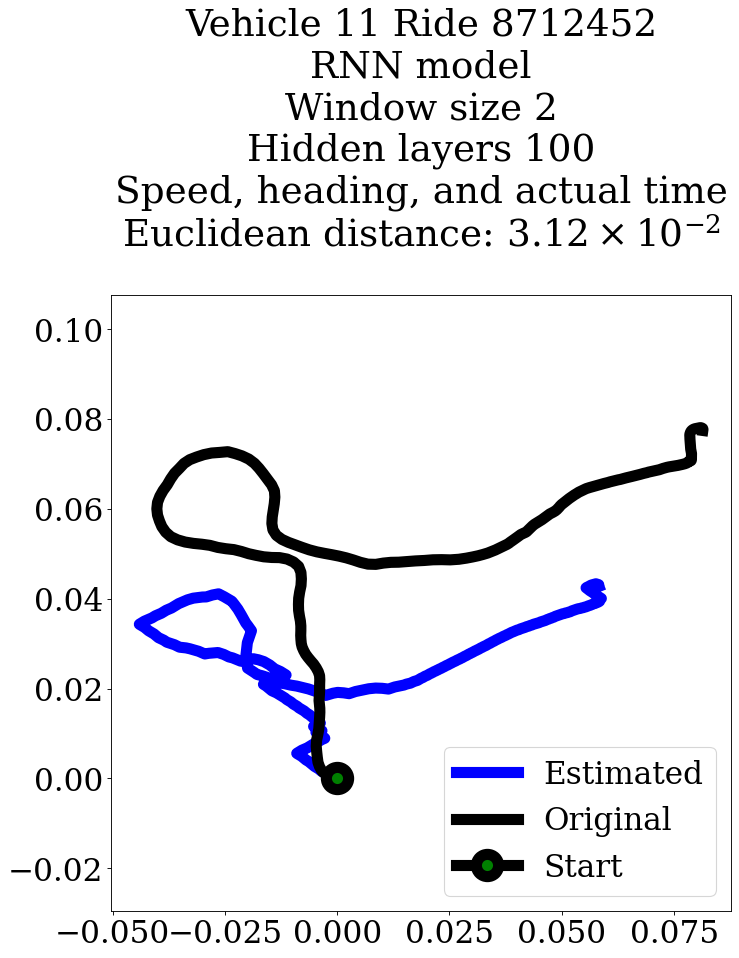 Vehicle 11 Ride 8712452
RNN model
Window size 2
Hidden layers 100
Speed, heading, and actual time
Euclidean distance: 3.12 × 10⁻²
0.10
0.08
0.06
0.04
0.02
0.00
−0.02
Estimated
Original
Start
−0.050 −0.025 0.000 0.025 0.050 0.075